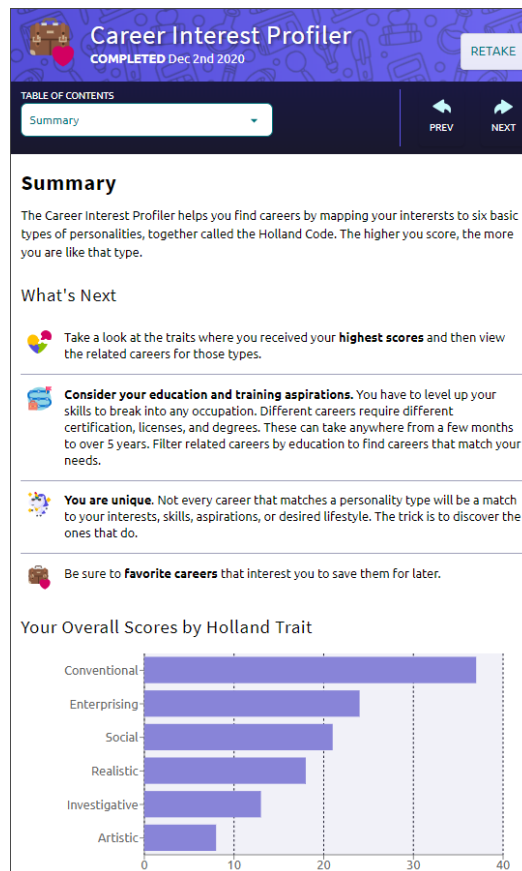 Career Interest Profiler
COMPLETED Dec 2nd 2020
RETAKE
TABLE OF CONTENTS
Summary
PREV
NEXT
Summary
The Career Interest Profiler helps you find careers by mapping your interersts to six basic
types of personalities, together called the Holland Code. The higher you score, the more
you are like that type.
What's Next
Take a look at the traits where you received your highest scores and then view
the related careers for those types.
Consider your education and training aspirations. You have to level up your
skills to break into any occupation. Different careers require different
certification, licenses, and degrees. These can take anywhere from a few months
to over 5 years. Filter related careers by education to find careers that match your
needs.
You are unique. Not every career that matches a personality type will be a match
to your interests, skills, aspirations, or desired lifestyle. The trick is to discover the
ones that do.
Be sure to favorite careers that interest you to save them for later.
Your Overall Scores by Holland Trait
Conventional
Enterprising
Social
Realistic
Investigative
Artistic
0 10 20 30 40